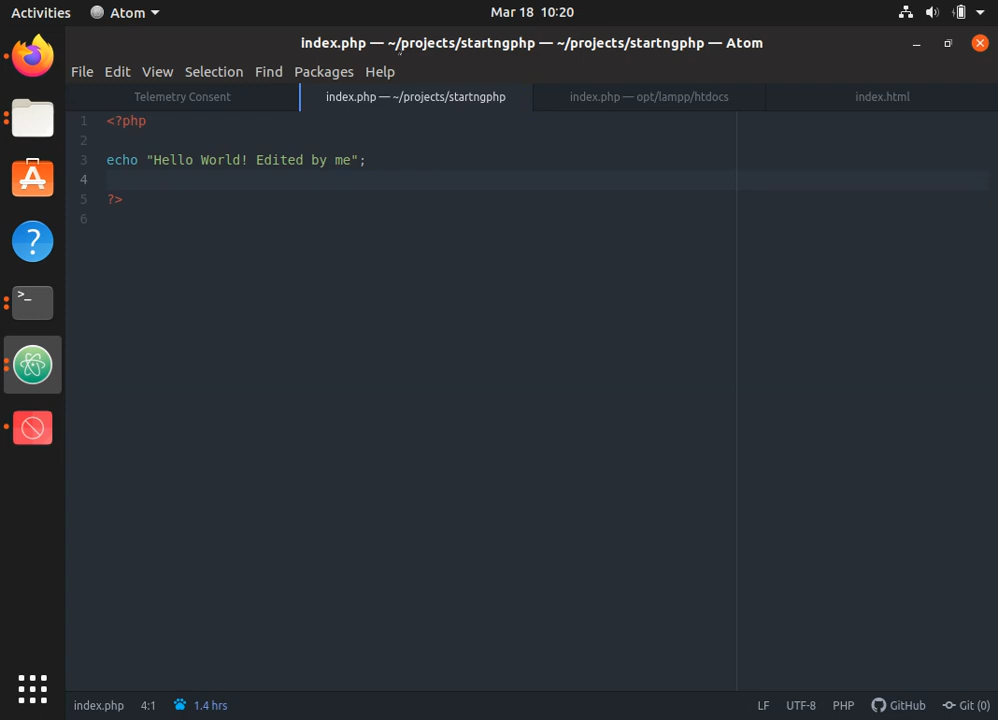 Activities Atom Mar 18 10:20
index.php — ~/projects/startngphp — ~/projects/startngphp — Atom
File Edit View Selection Find Packages Help
Telemetry Consent index.php — ~/projects/startngphp index.php — opt/lampp/htdocs index.html
1 <?php
2
3 echo "Hello World! Edited by me";
4
5 ?>
6
index.php 4:1 1.4 hrs LF UTF-8 PHP GitHub Git (0)